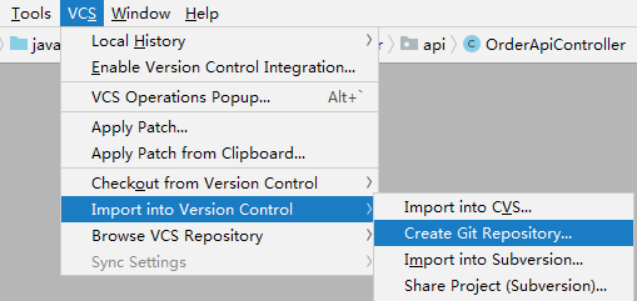 Tools VCS Window Help
java r api OrderApiController
Local History
Enable Version Control Integration...
VCS Operations Popup... Alt+`
Apply Patch...
Apply Patch from Clipboard...
Checkout from Version Control
Import into Version Control
Browse VCS Repository
Sync Settings
Import into CVS...
Create Git Repository...
Import into Subversion...
Share Project (Subversion)...